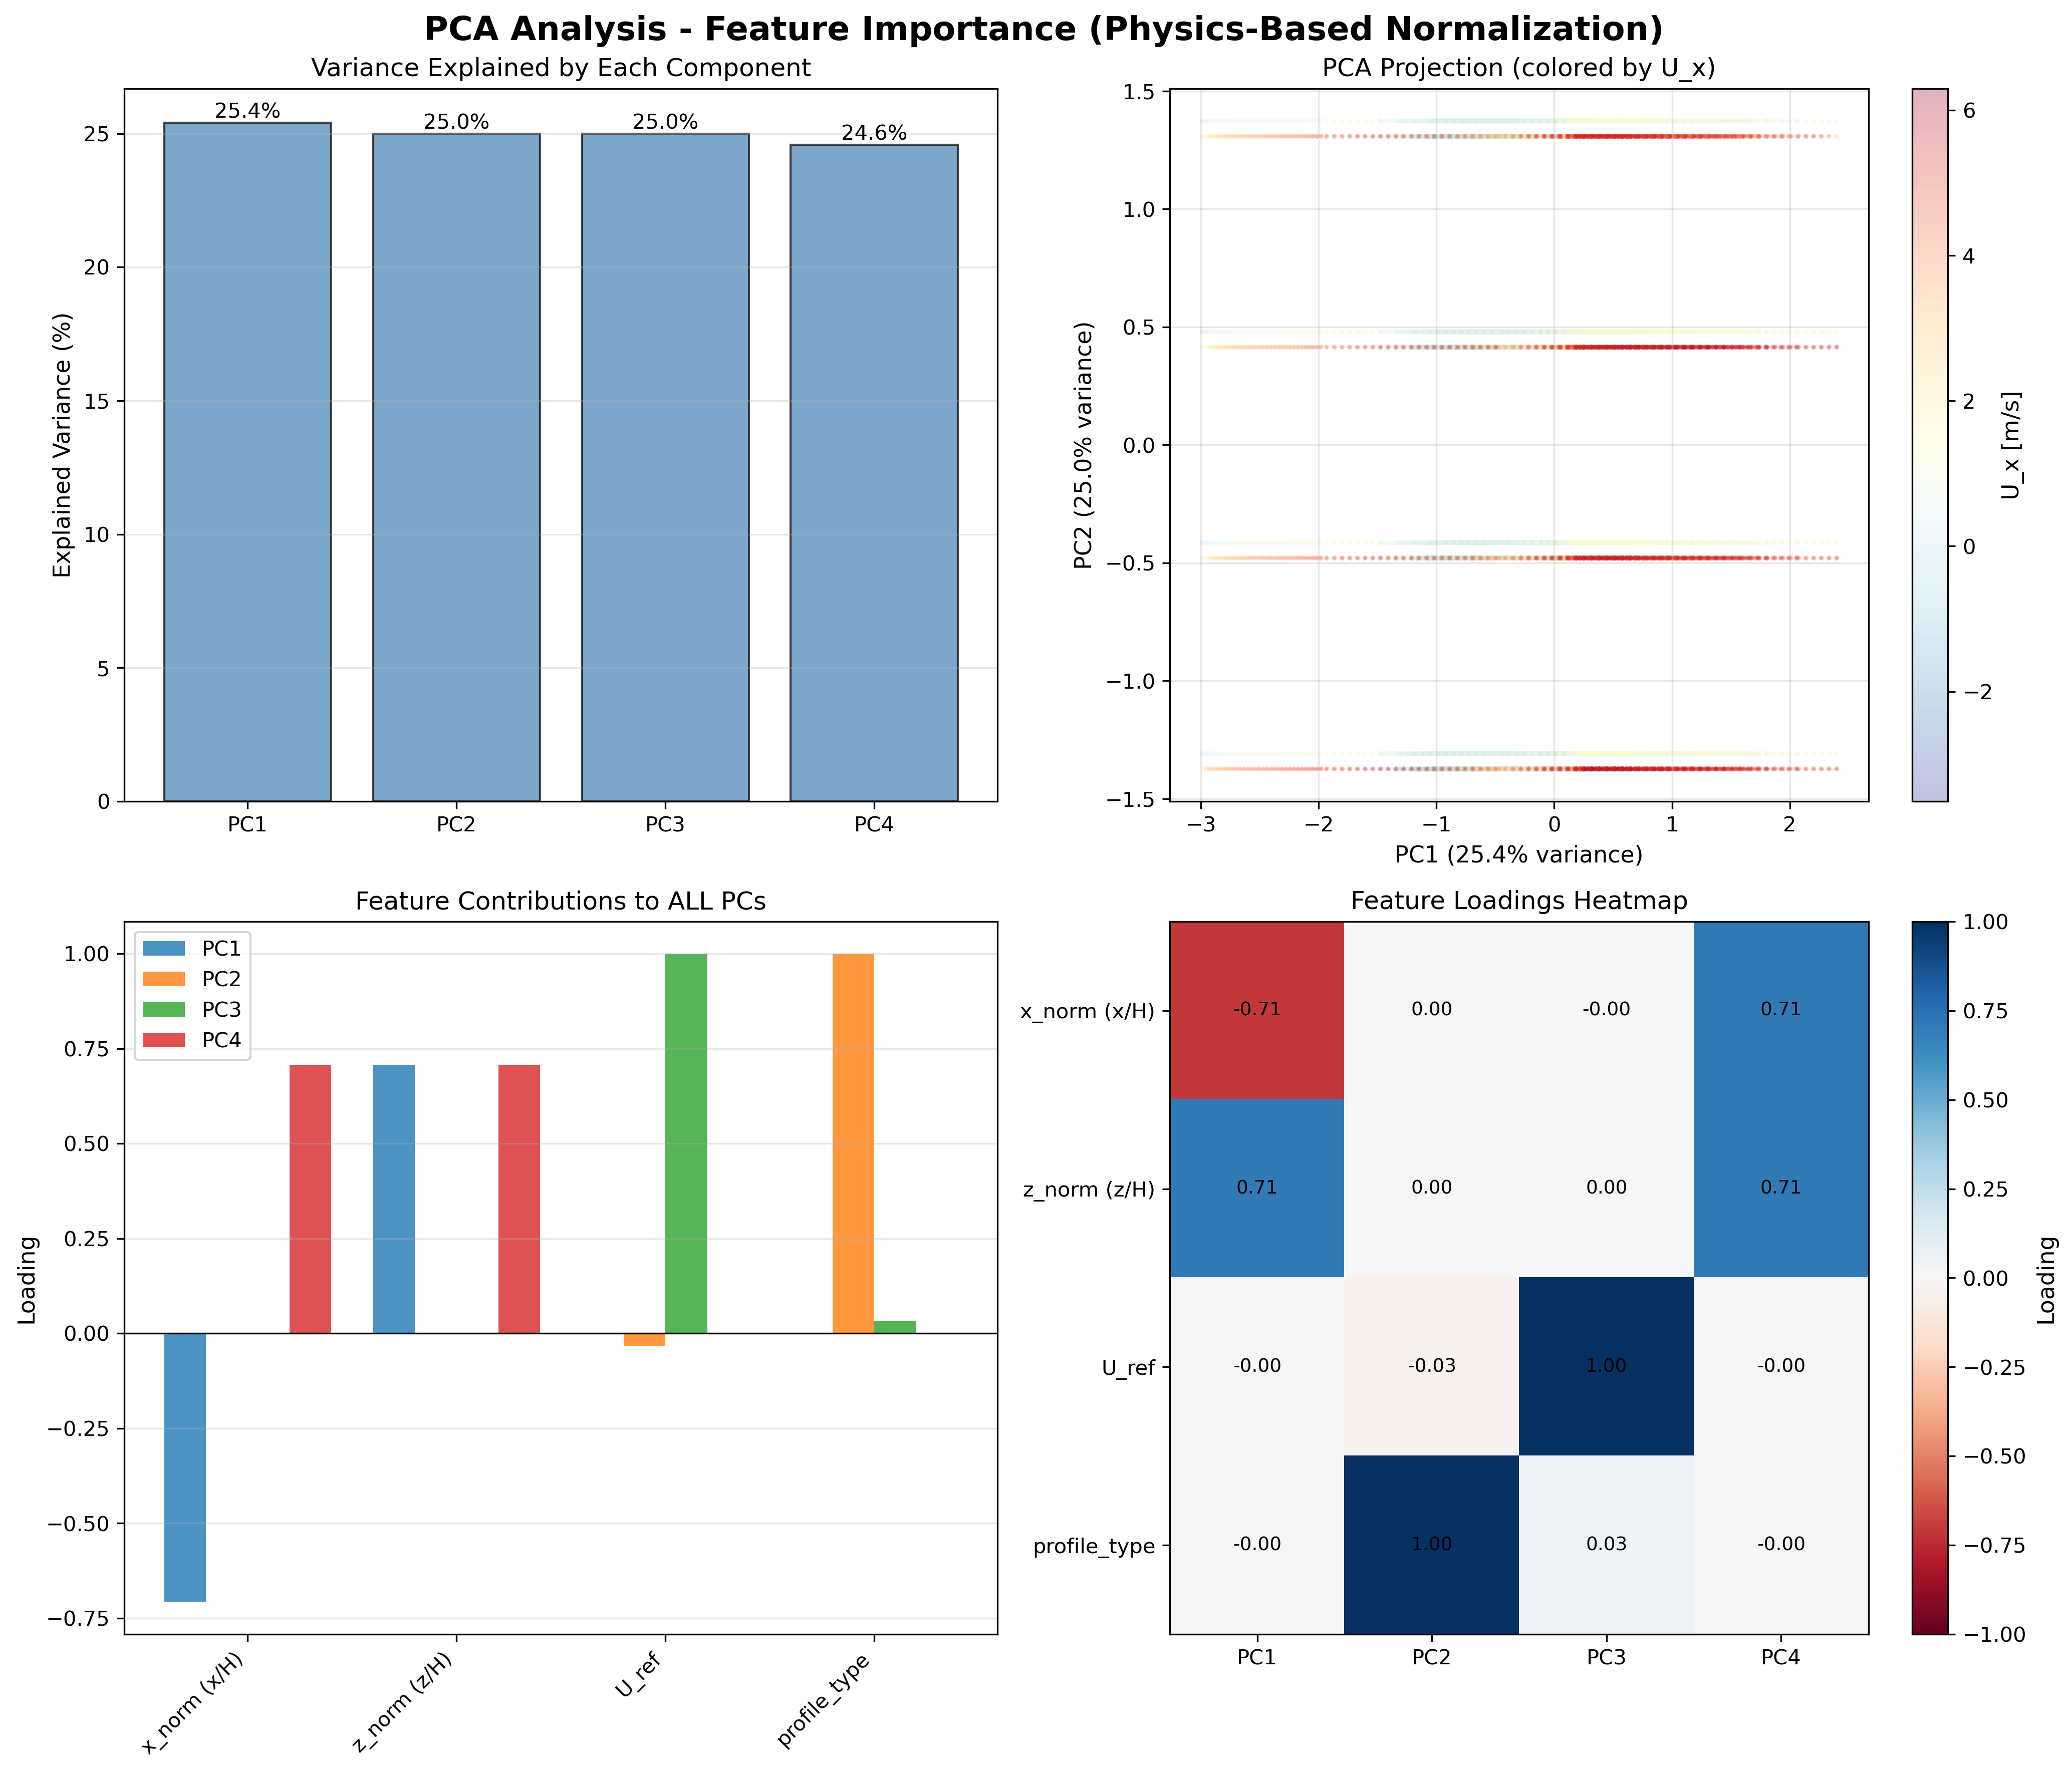 PCA Analysis - Feature Importance (Physics-Based Normalization)
Variance Explained by Each Component
25.4%
25.0%
25.0%
24.6%
25
20
15
10
5
0
Explained Variance (%)
PC1
PC2
PC3
PC4
PCA Projection (colored by U_x)
1.5
1.0
0.5
0.0
−0.5
−1.0
−1.5
PC2 (25.0% variance)
−3
−2
−1
0
1
2
PC1 (25.4% variance)
6
4
2
0
−2
U_x [m/s]
Feature Contributions to ALL PCs
PC1
PC2
PC3
PC4
1.00
0.75
0.50
0.25
0.00
−0.25
−0.50
−0.75
Loading
x_norm (x/H)
z_norm (z/H)
U_ref
profile_type
Feature Loadings Heatmap
x_norm (x/H)
-0.71
0.00
-0.00
0.71
z_norm (z/H)
0.71
0.00
0.00
0.71
U_ref
-0.00
-0.03
1.00
-0.00
profile_type
-0.00
1.00
0.03
-0.00
PC1
PC2
PC3
PC4
1.00
0.75
0.50
0.25
0.00
−0.25
−0.50
−0.75
−1.00
Loading